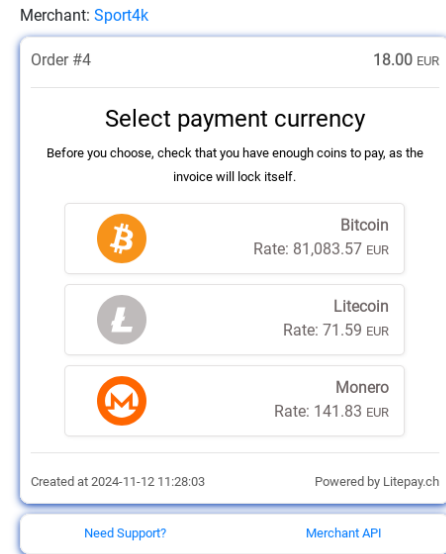 Merchant: Sport4k
Order #4 18.00 EUR
Select payment currency
Before you choose, check that you have enough coins to pay, as the
invoice will lock itself.
Bitcoin
Rate: 81,083.57 EUR
Litecoin
Rate: 71.59 EUR
Monero
Rate: 141.83 EUR
Created at 2024-11-12 11:28:03 Powered by Litepay.ch
Need Support? Merchant API